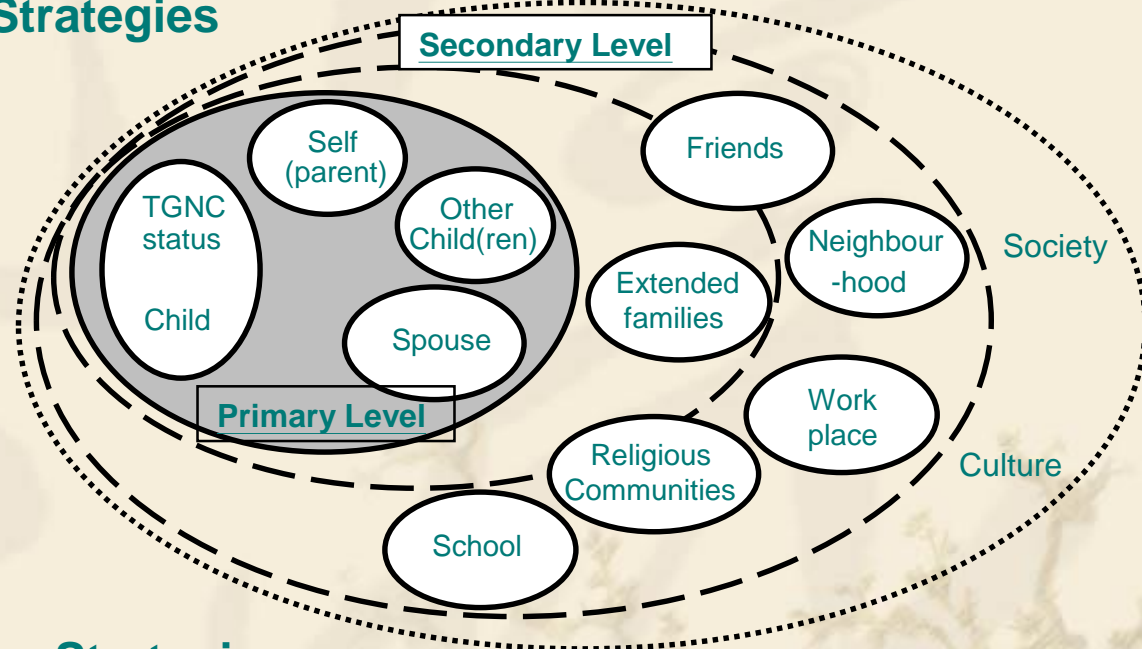 Strategies
Secondary Level
Self
(parent)
Friends
TGNC
status
Other
Child(ren)
Neighbour
-hood
Society
Extended
families
Child
Spouse
Work
place
Primary Level
Religious
Communities
Culture
School